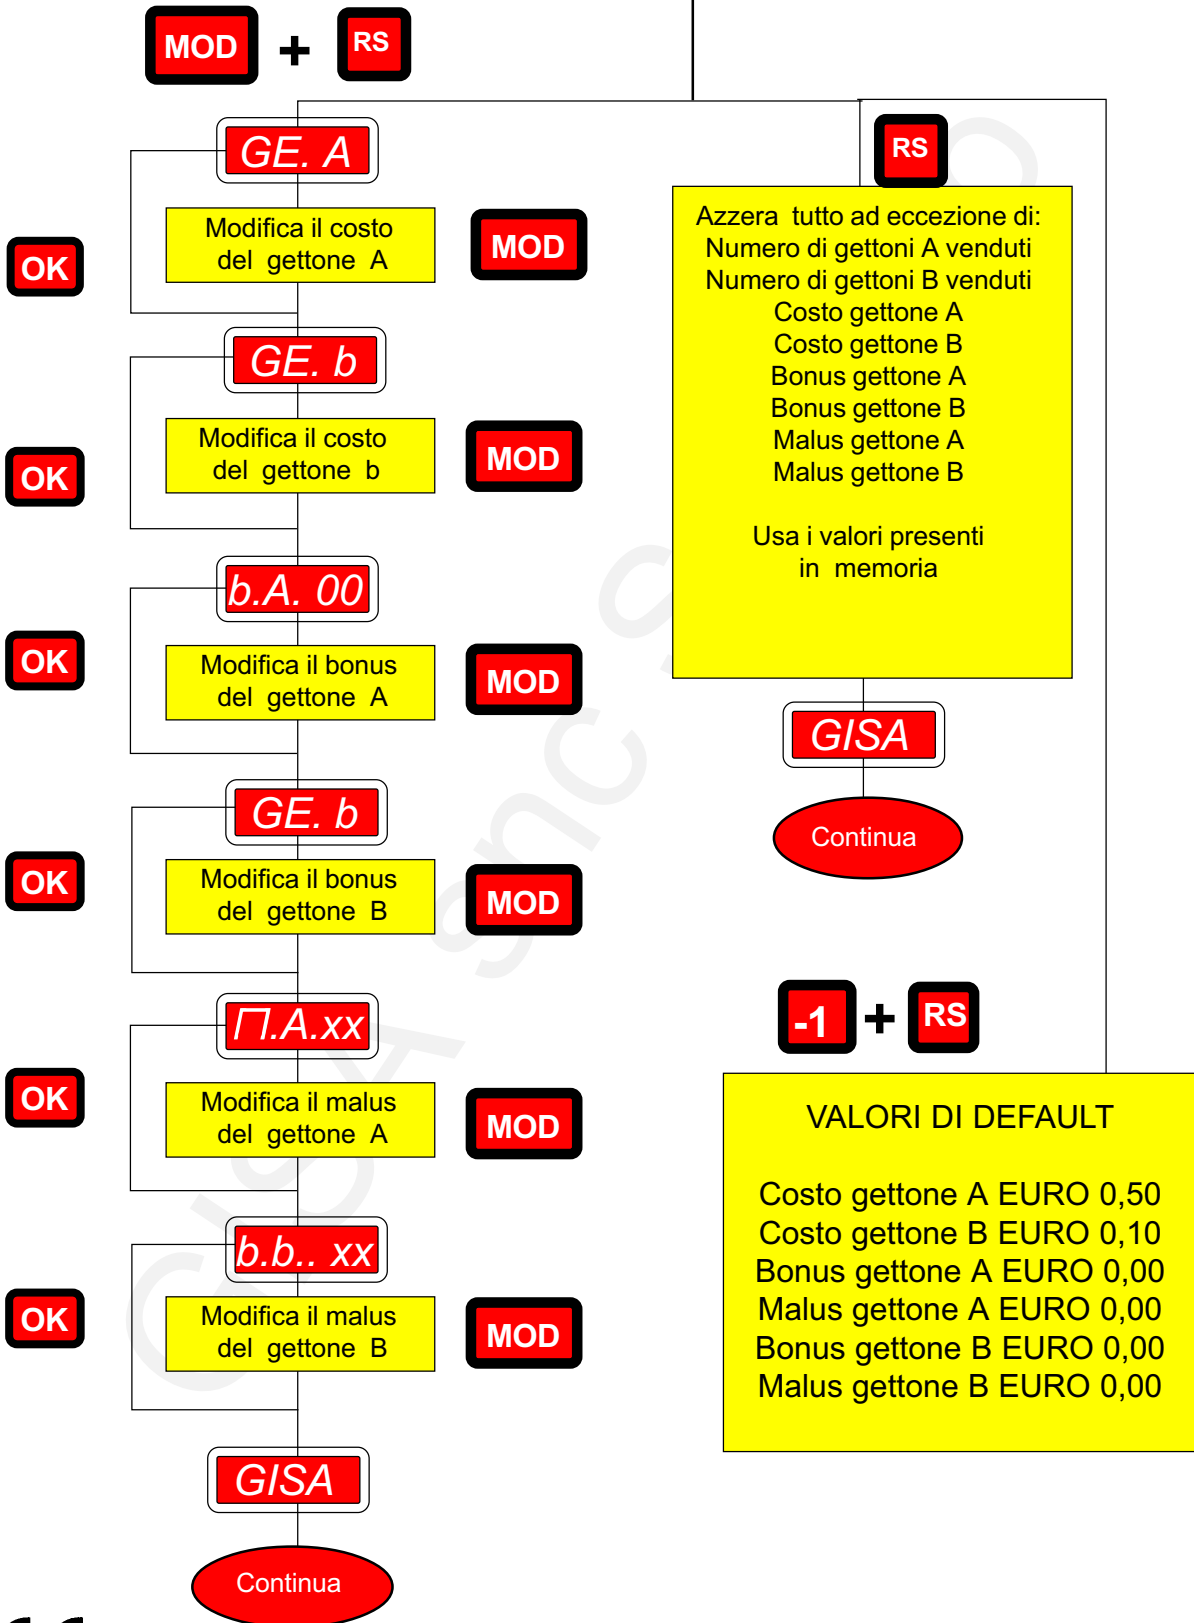 MOD + RS
GE. A
Modifica il costo
del gettone A
OK
MOD
GE. b
Modifica il costo
del gettone b
OK
MOD
b.A. 00
Modifica il bonus
del gettone A
OK
MOD
GE. b
Modifica il bonus
del gettone B
OK
MOD
Π.A.xx
Modifica il malus
del gettone A
OK
MOD
b.b.. xx
Modifica il malus
del gettone B
OK
MOD
GISA
Continua
RS
Azzera tutto ad eccezione di:
Numero di gettoni A venduti
Numero di gettoni B venduti
Costo gettone A
Costo gettone B
Bonus gettone A
Bonus gettone B
Malus gettone A
Malus gettone B
Usa i valori presenti
in memoria
GISA
Continua
-1 + RS
VALORI DI DEFAULT
Costo gettone A EURO 0,50
Costo gettone B EURO 0,10
Bonus gettone A EURO 0,00
Malus gettone A EURO 0,00
Bonus gettone B EURO 0,00
Malus gettone B EURO 0,00
GISA snc